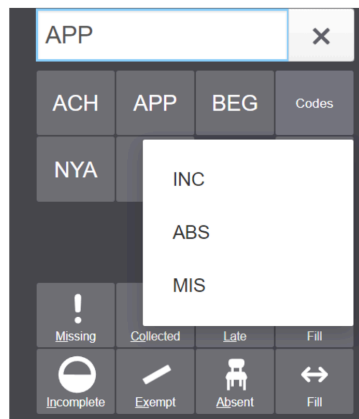 APP
ACH APP BEG Codes
NYA
INC
ABS
MIS
Missing Collected Late Fill
Incomplete Exempt Absent Fill